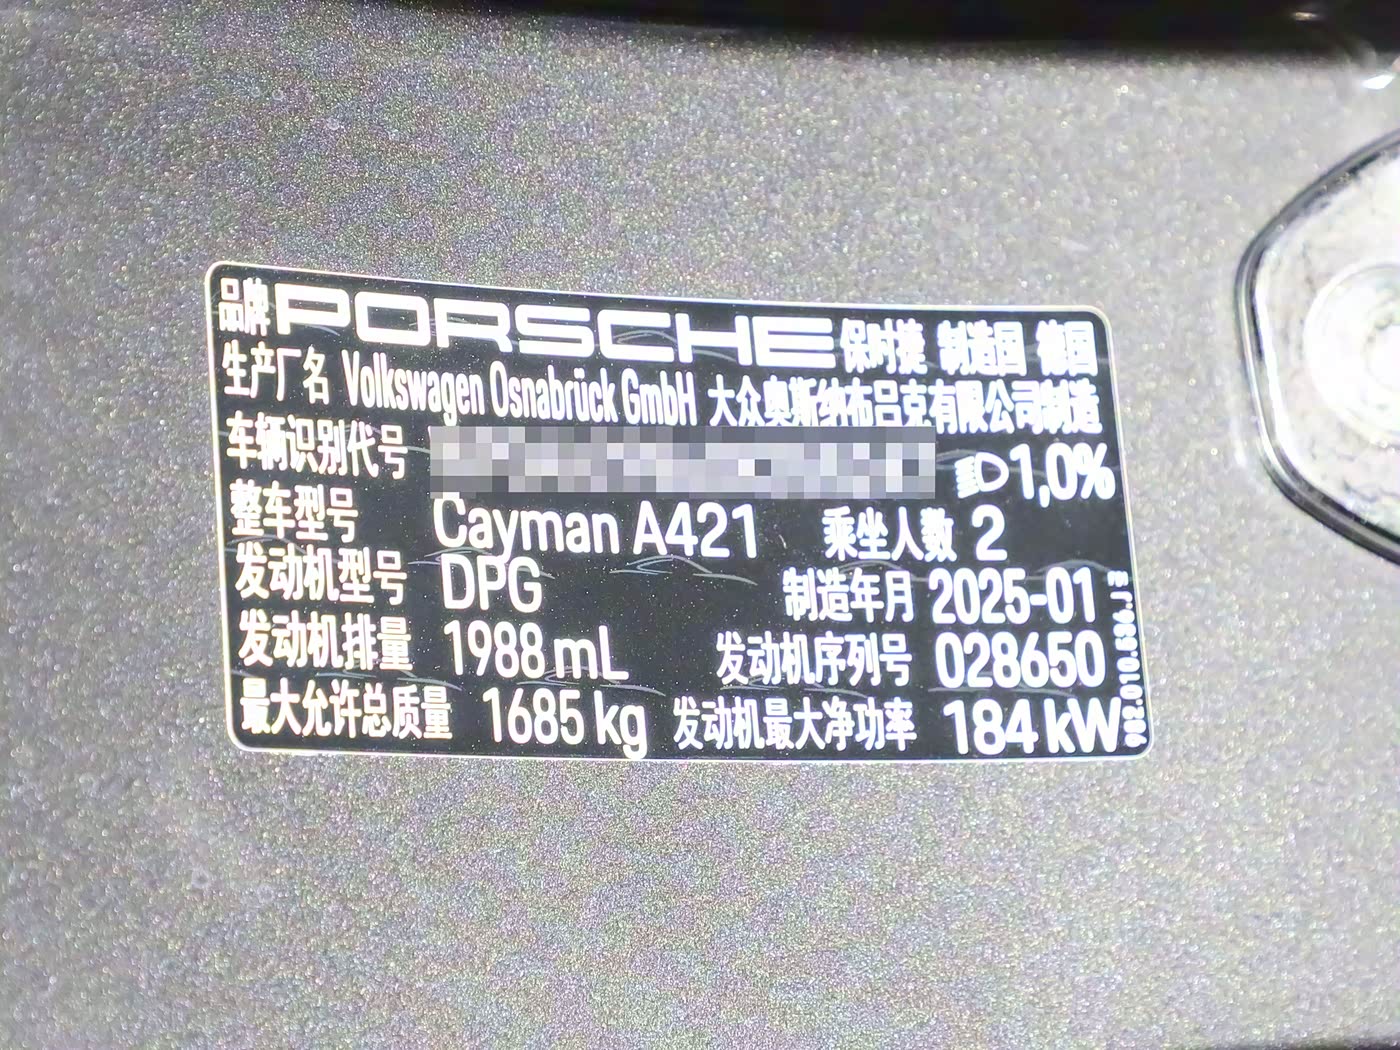 品牌 PORSCHE 保时捷 制造国 德国
生产厂名 Volkswagen Osnabrück GmbH 大众奥斯纳布吕克有限公司制造
车辆识别代号 1,0%
整车型号 Cayman A421 乘坐人数 2
发动机型号 DPG 制造年月 2025-01
发动机排量 1988 mL 发动机序列号 028650
最大允许总质量 1685 kg 发动机最大净功率 184 kW